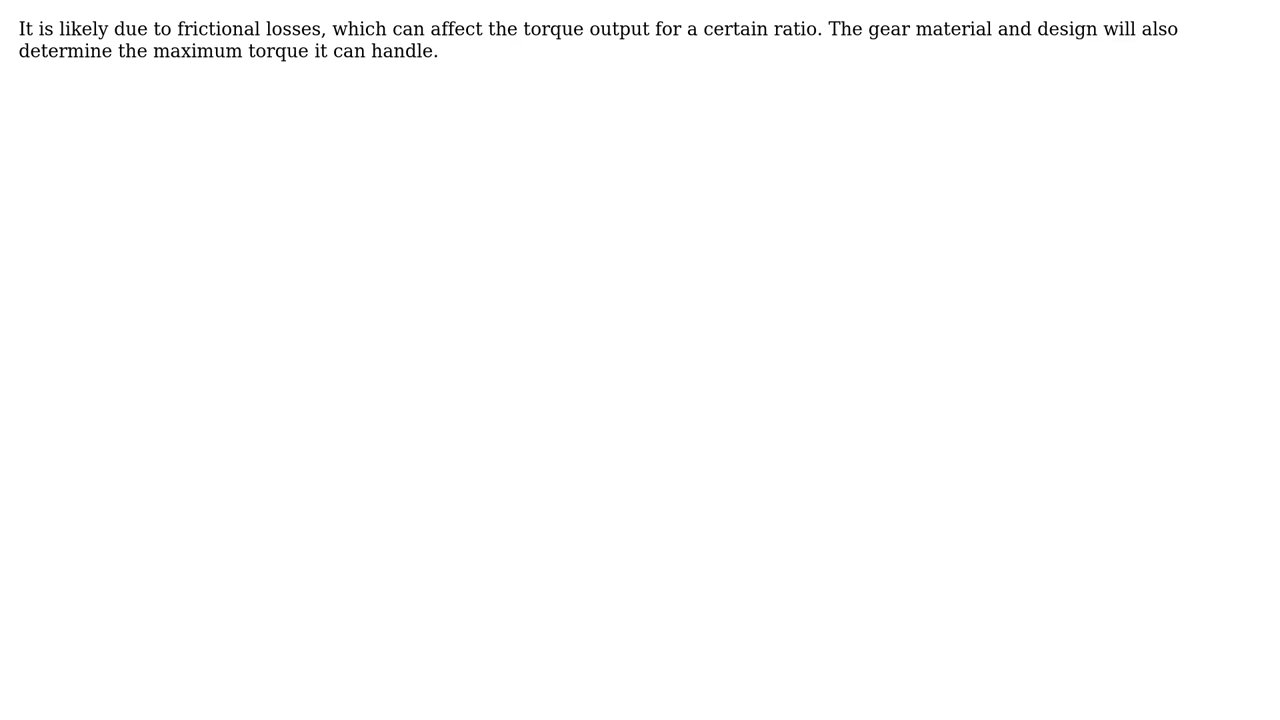 It is likely due to frictional losses, which can affect the torque output for a certain ratio. The gear material and design will also
determine the maximum torque it can handle.